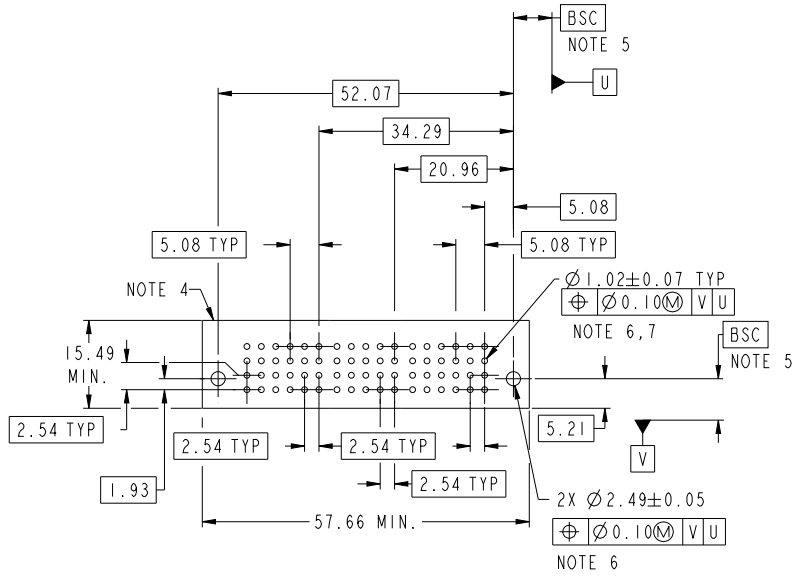 BSC
NOTE 5
U
52.07
34.29
20.96
5.08
5.08 TYP
5.08 TYP
NOTE 4
Ø1.02±0.07 TYP
⌖ Ø0.10Ⓜ V U
NOTE 6,7
BSC
NOTE 5
15.49
MIN.
2.54 TYP
2.54 TYP
2.54 TYP
5.21
V
1.93
2.54 TYP
2X Ø2.49±0.05
57.66 MIN.
⌖ Ø0.10Ⓜ V U
NOTE 6